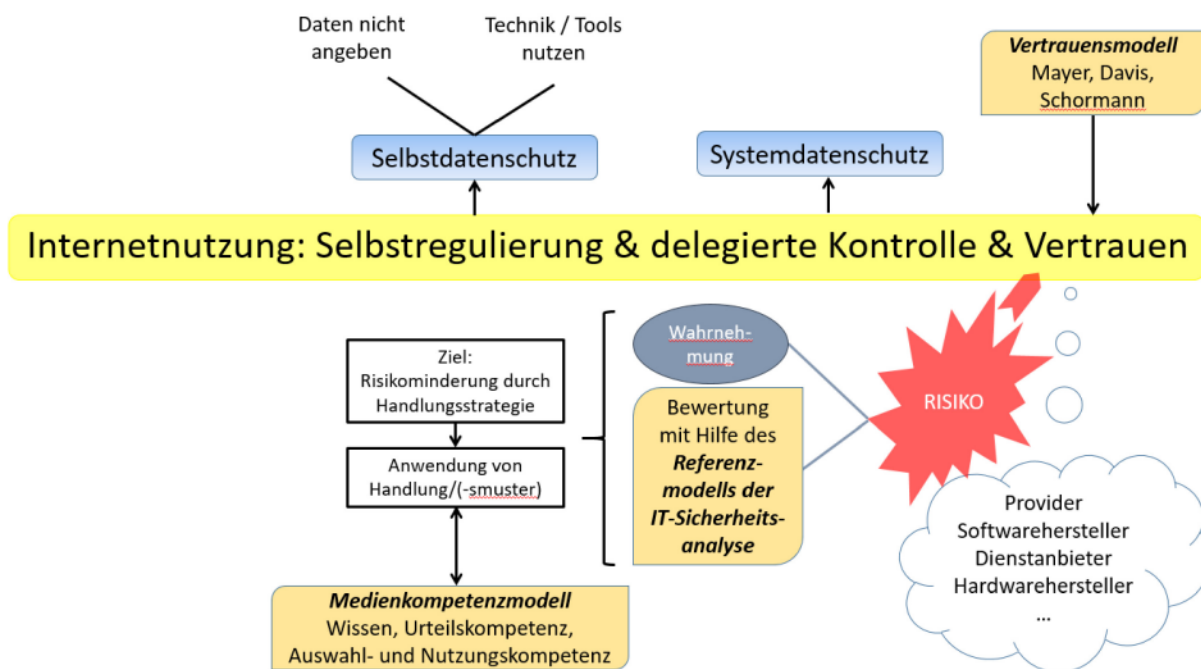 Daten nicht
angeben
Technik / Tools
nutzen
Vertrauensmodell
Mayer, Davis,
Schormann
Selbstdatenschutz
Systemdatenschutz
Internetnutzung: Selbstregulierung & delegierte Kontrolle & Vertrauen
Ziel:
Risikominderung durch
Handlungsstrategie
Anwendung von
Handlung/(-smuster)
Medienkompetenzmodell
Wissen, Urteilskompetenz,
Auswahl- und Nutzungskompetenz
Wahrneh-
mung
Bewertung
mit Hilfe des
Referenz-
modells der
IT-Sicherheits-
analyse
RISIKO
Provider
Softwarehersteller
Dienstanbieter
Hardwarehersteller
...